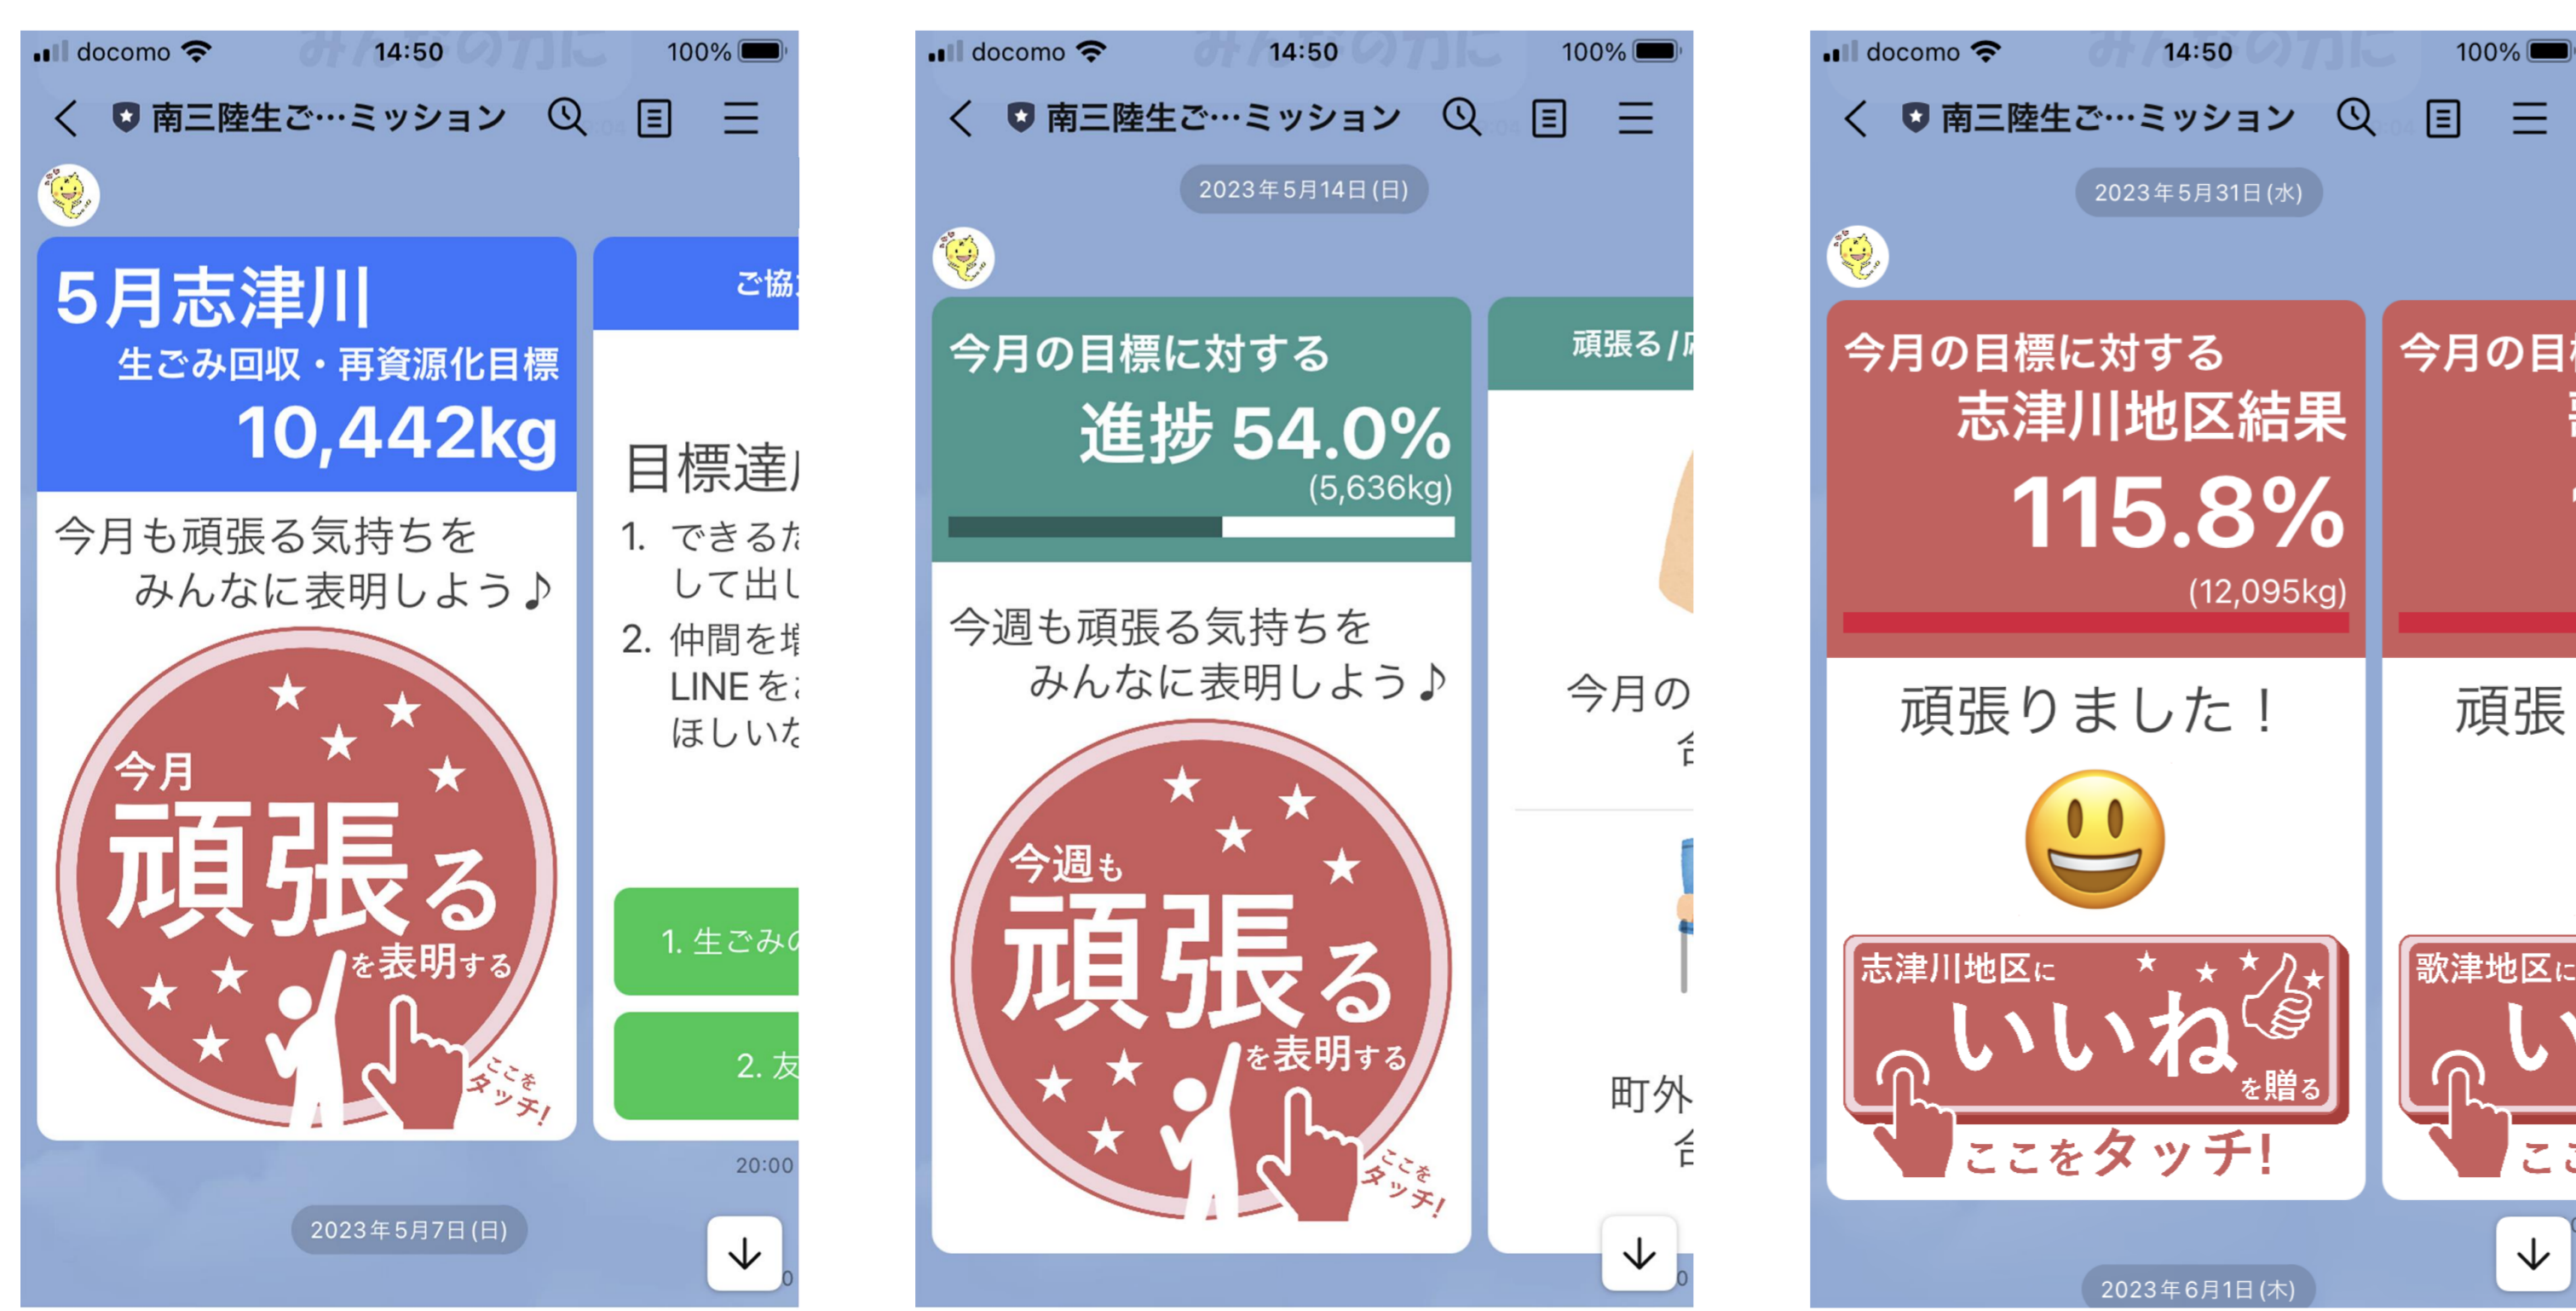 docomo 14:50 100%
南三陸生ご…ミッション
5月志津川
生ごみ回収・再資源化目標
10,442kg
今月も頑張る気持ちを
みんなに表明しよう♪
今月
頑張る
を表明する
ここを
タッチ!
ご協
目標達
1. できるだ
して出し
2. 仲間を増
LINEを
ほしいな
1. 生ごみの
2. 友
20:00
2023年5月7日(日)
docomo 14:50 100%
南三陸生ご…ミッション
2023年5月14日(日)
今月の目標に対する
進捗 54.0%
(5,636kg)
今週も頑張る気持ちを
みんなに表明しよう♪
今週も
頑張る
を表明する
ここを
タッチ!
頑張る/
今月の
町外
docomo 14:50 100%
南三陸生ご…ミッション
2023年5月31日(水)
今月の目標に対する
志津川地区結果
115.8%
(12,095kg)
頑張りました！
志津川地区に
いいね
を贈る
ここをタッチ!
今月の目標
頑張
歌津地区に
い
ここ
2023年6月1日(木)